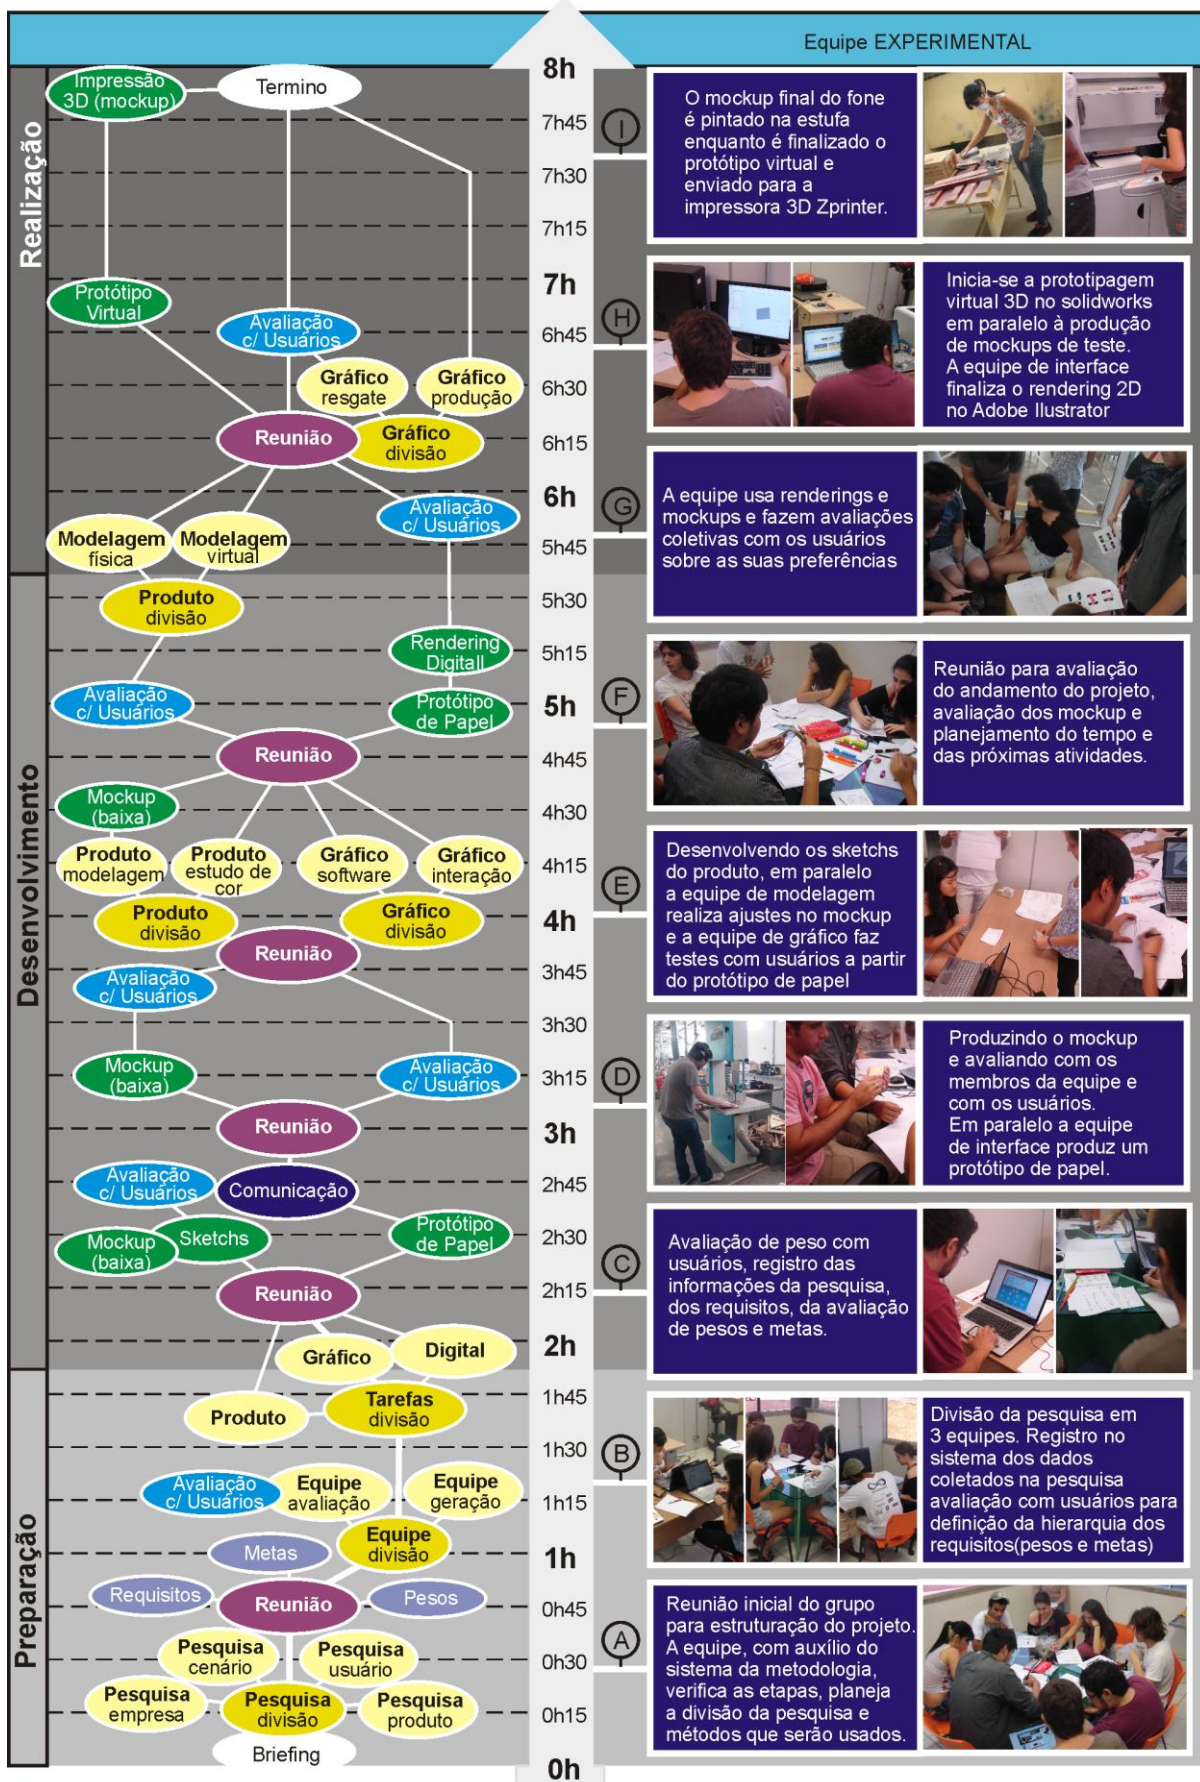 Equipe EXPERIMENTAL
Realização
Desenvolvimento
Preparação
Impressão
3D (mockup)
Termino
Protótipo
Virtual
Avaliação
c/ Usuários
Gráfico
resgate
Gráfico
produção
Reunião
Gráfico
divisão
Avaliação
c/ Usuários
Modelagem
física
Modelagem
virtual
Produto
divisão
Rendering
Digitall
Avaliação
c/ Usuários
Protótipo
de Papel
Reunião
Mockup
(baixa)
Produto
modelagem
Produto
estudo de
cor
Gráfico
software
Gráfico
interação
Produto
divisão
Gráfico
divisão
Reunião
Avaliação
c/ Usuários
Mockup
(baixa)
Avaliação
c/ Usuários
Reunião
Avaliação
c/ Usuários
Comunicação
Mockup
(baixa)
Sketchs
Protótipo
de Papel
Reunião
Gráfico
Digital
Produto
Tarefas
divisão
Avaliação
c/ Usuários
Equipe
avaliação
Equipe
geração
Equipe
divisão
Metas
Requisitos
Reunião
Pesos
Pesquisa
cenário
Pesquisa
usuário
Pesquisa
empresa
Pesquisa
divisão
Pesquisa
produto
Briefing
8h
7h45
7h30
7h15
7h
6h45
6h30
6h15
6h
5h45
5h30
5h15
5h
4h45
4h30
4h15
4h
3h45
3h30
3h15
3h
2h45
2h30
2h15
2h
1h45
1h30
1h15
1h
0h45
0h30
0h15
0h
I
O mockup final do fone
é pintado na estufa
enquanto é finalizado o
protótipo virtual e
enviado para a
impressora 3D Zprinter.
H
Inicia-se a prototipagem
virtual 3D no solidworks
em paralelo à produção
de mockups de teste.
A equipe de interface
finaliza o rendering 2D
no Adobe Ilustrator
G
A equipe usa renderings e
mockups e fazem avaliações
coletivas com os usuários
sobre as suas preferências
F
Reunião para avaliação
do andamento do projeto,
avaliação dos mockup e
planejamento do tempo e
das próximas atividades.
E
Desenvolvendo os sketchs
do produto, em paralelo
a equipe de modelagem
realiza ajustes no mockup
e a equipe de gráfico faz
testes com usuários a partir
do protótipo de papel
D
Produzindo o mockup
e avaliando com os
membros da equipe e
com os usuários.
Em paralelo a equipe
de interface produz um
protótipo de papel.
C
Avaliação de peso com
usuários, registro das
informações da pesquisa,
dos requisitos, da avaliação
de pesos e metas.
B
Divisão da pesquisa em
3 equipes. Registro no
sistema dos dados
coletados na pesquisa
avaliação com usuários para
definição da hierarquia dos
requisitos(pesos e metas)
A
Reunião inicial do grupo
para estruturação do projeto.
A equipe, com auxílio do
sistema da metodologia,
verifica as etapas, planeja
a divisão da pesquisa e
métodos que serão usados.